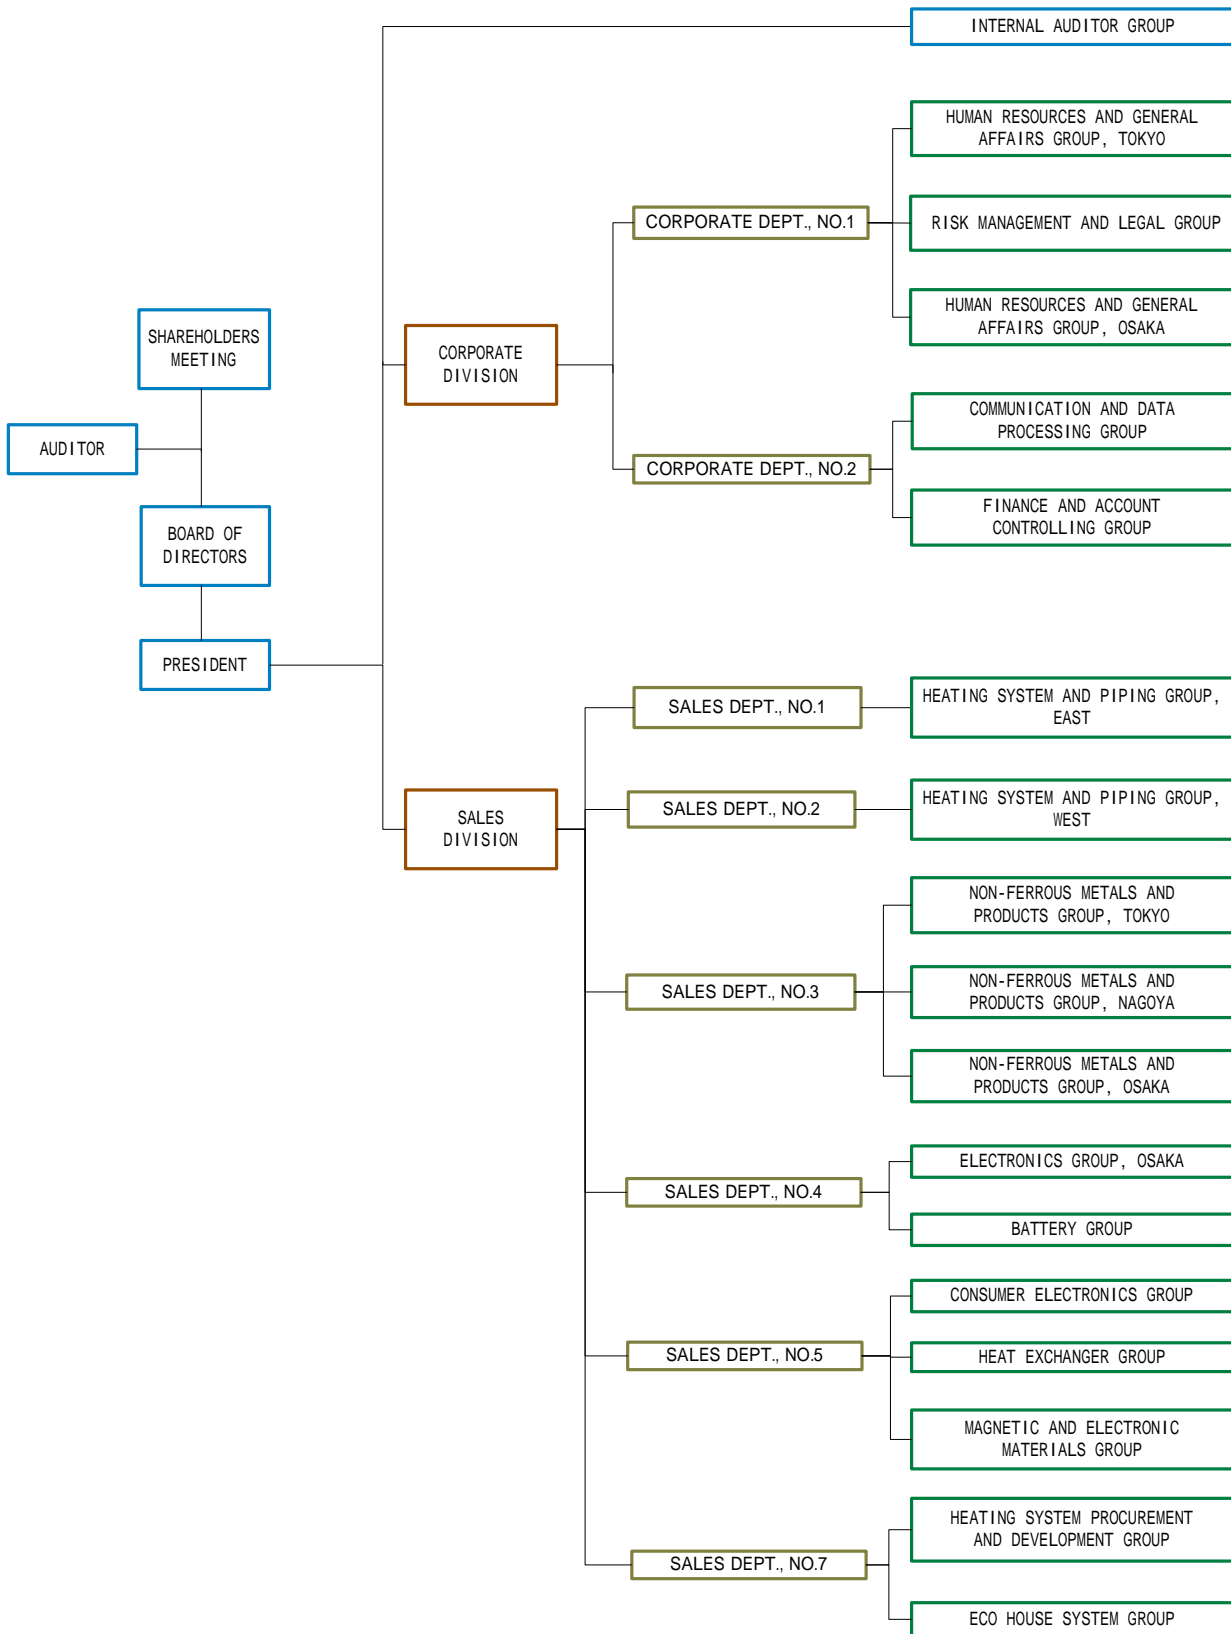 INTERNAL AUDITOR GROUP
HUMAN RESOURCES AND GENERAL
AFFAIRS GROUP, TOKYO
CORPORATE DEPT., NO.1
RISK MANAGEMENT AND LEGAL GROUP
HUMAN RESOURCES AND GENERAL
AFFAIRS GROUP, OSAKA
SHAREHOLDERS
MEETING
CORPORATE
DIVISION
COMMUNICATION AND DATA
PROCESSING GROUP
AUDITOR
CORPORATE DEPT., NO.2
FINANCE AND ACCOUNT
CONTROLLING GROUP
BOARD OF
DIRECTORS
PRESIDENT
SALES DEPT., NO.1
HEATING SYSTEM AND PIPING GROUP,
EAST
SALES
DIVISION
SALES DEPT., NO.2
HEATING SYSTEM AND PIPING GROUP,
WEST
NON-FERROUS METALS AND
PRODUCTS GROUP, TOKYO
SALES DEPT., NO.3
NON-FERROUS METALS AND
PRODUCTS GROUP, NAGOYA
NON-FERROUS METALS AND
PRODUCTS GROUP, OSAKA
ELECTRONICS GROUP, OSAKA
SALES DEPT., NO.4
BATTERY GROUP
CONSUMER ELECTRONICS GROUP
SALES DEPT., NO.5
HEAT EXCHANGER GROUP
MAGNETIC AND ELECTRONIC
MATERIALS GROUP
HEATING SYSTEM PROCUREMENT
AND DEVELOPMENT GROUP
SALES DEPT., NO.7
ECO HOUSE SYSTEM GROUP